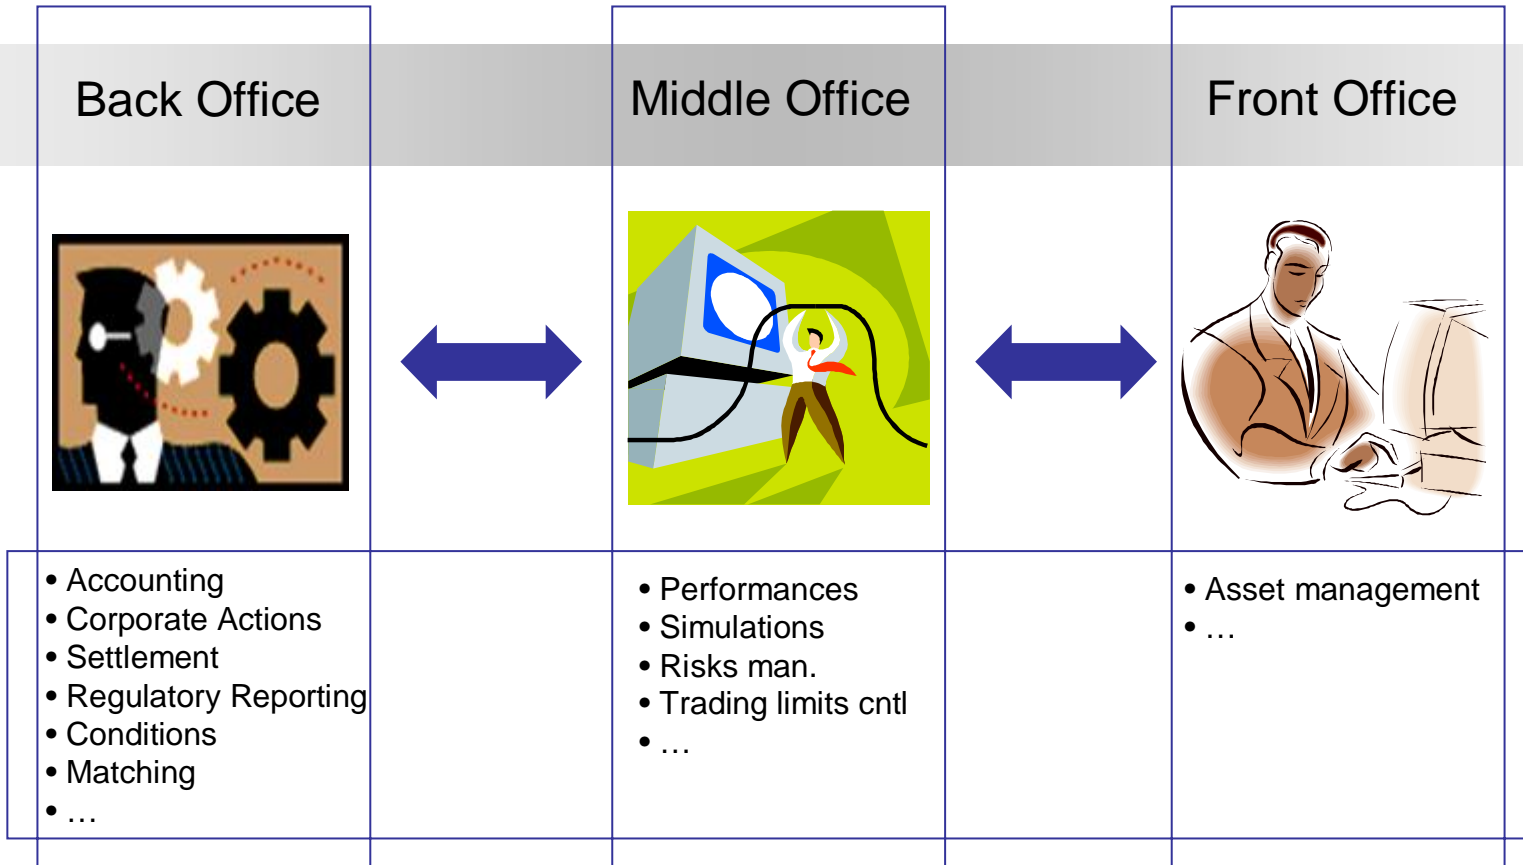 Back Office
Middle Office
Front Office
• Accounting
• Corporate Actions
• Settlement
• Regulatory Reporting
• Conditions
• Matching
• …
• Performances
• Simulations
• Risks man.
• Trading limits cntl
• …
• Asset management
• …